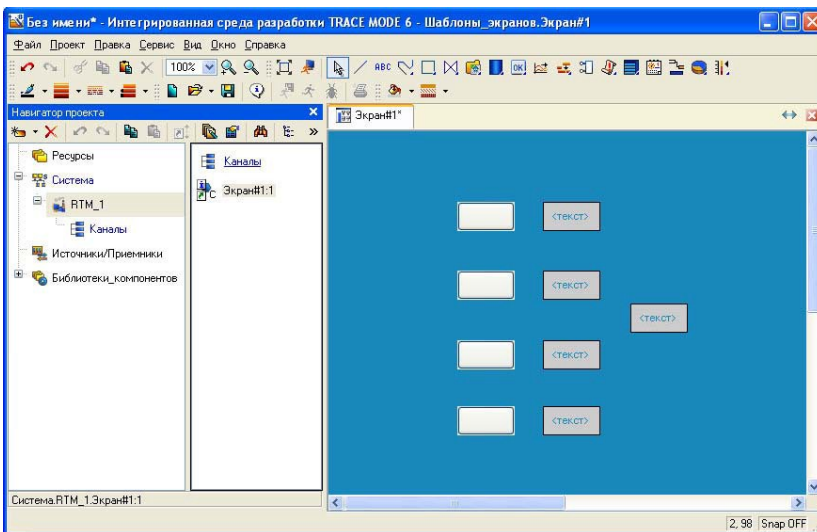 Без имени* - Интегрированная среда разработки TRACE MODE 6 - Шаблоны_экранов.Экран#1
Файл Проект Правка Сервис Вид Окно Справка
100% ABC OK
Навигатор проекта
Экран#1*
Ресурсы
Система
RTM_1
Каналы
Источники/Приемники
Библиотеки_компонентов
Каналы
Экран#1:1
<текст>
<текст>
<текст>
<текст>
<текст>
Система.RTM_1.Экран#1:1
2, 98 Snap OFF